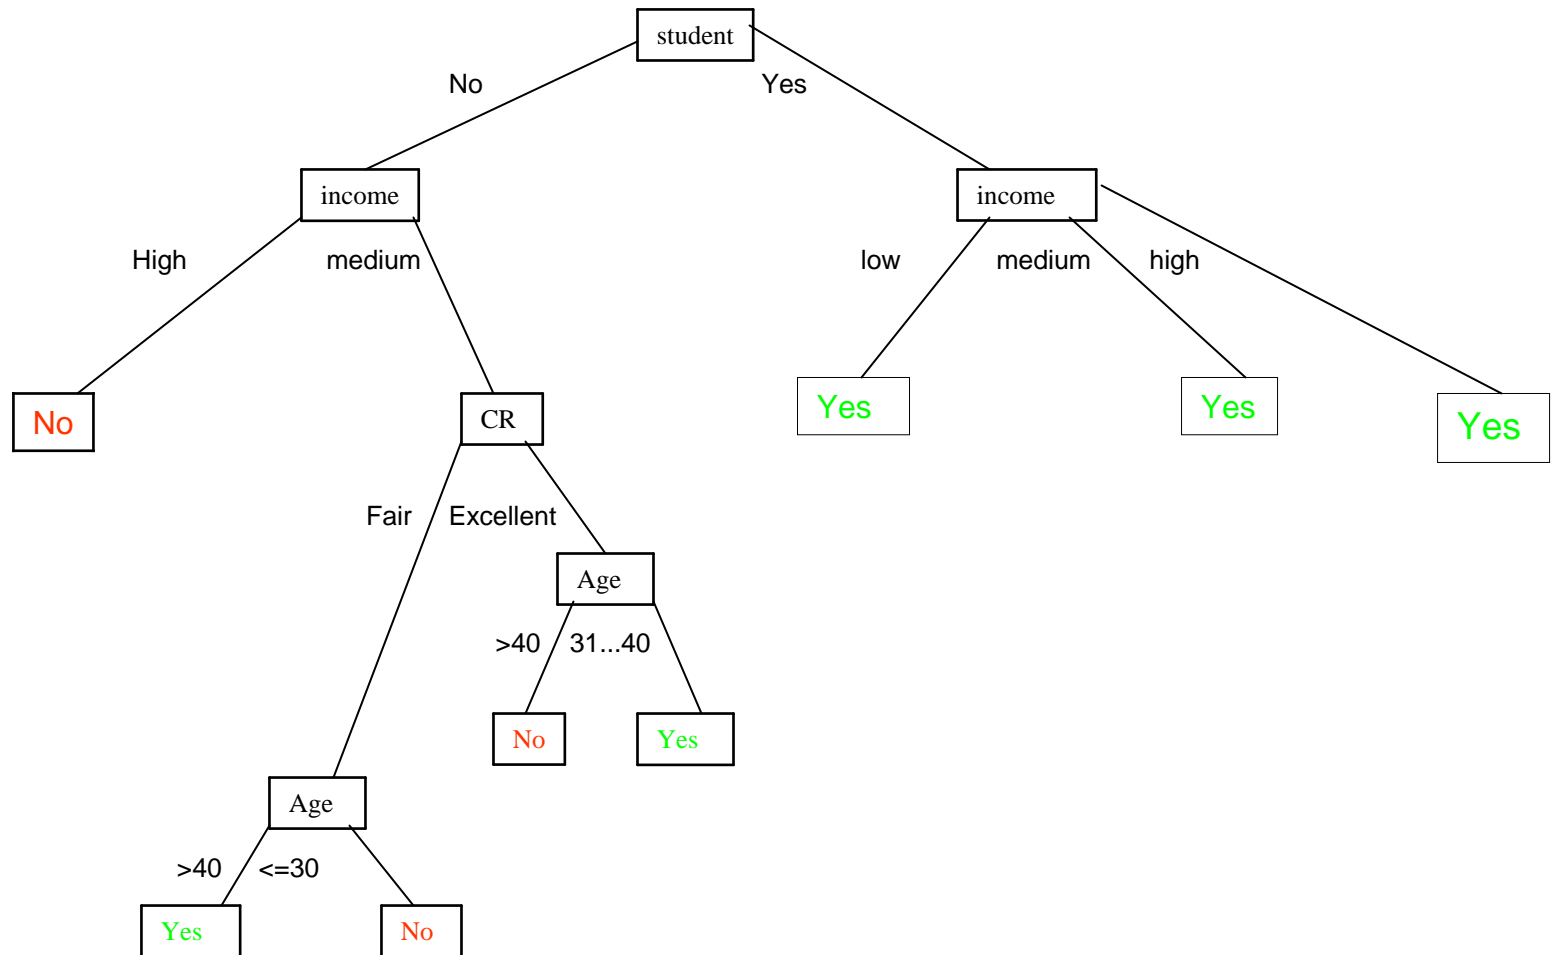 student
No Yes
income income
High medium low medium high
No CR Yes Yes Yes
Fair Excellent
Age
>40 31...40
No Yes
Age
>40 <=30
Yes No